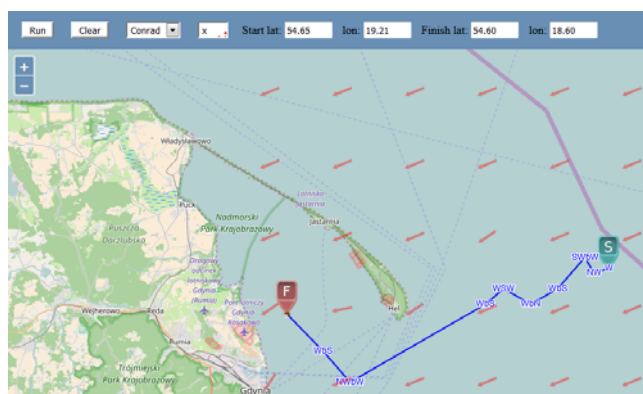 Run Clear Conrad x Start lat: 54.65 lon: 19.21 Finish lat: 54.60 lon: 18.60
+
−
Władysławowo
Puck
Lotnisko
Jastarnia
Jastarnia
Nadmorski
Park Krajobrazowy
Puszcza
Darżlubska
S
SWbW
W
NW
WSW
WbS
WbS
WbN
F
Hel
Wejherowo
Reda
Rumia
WbS
NWbW
Trójmiejski
Park Krajobrazowy
Gdynia